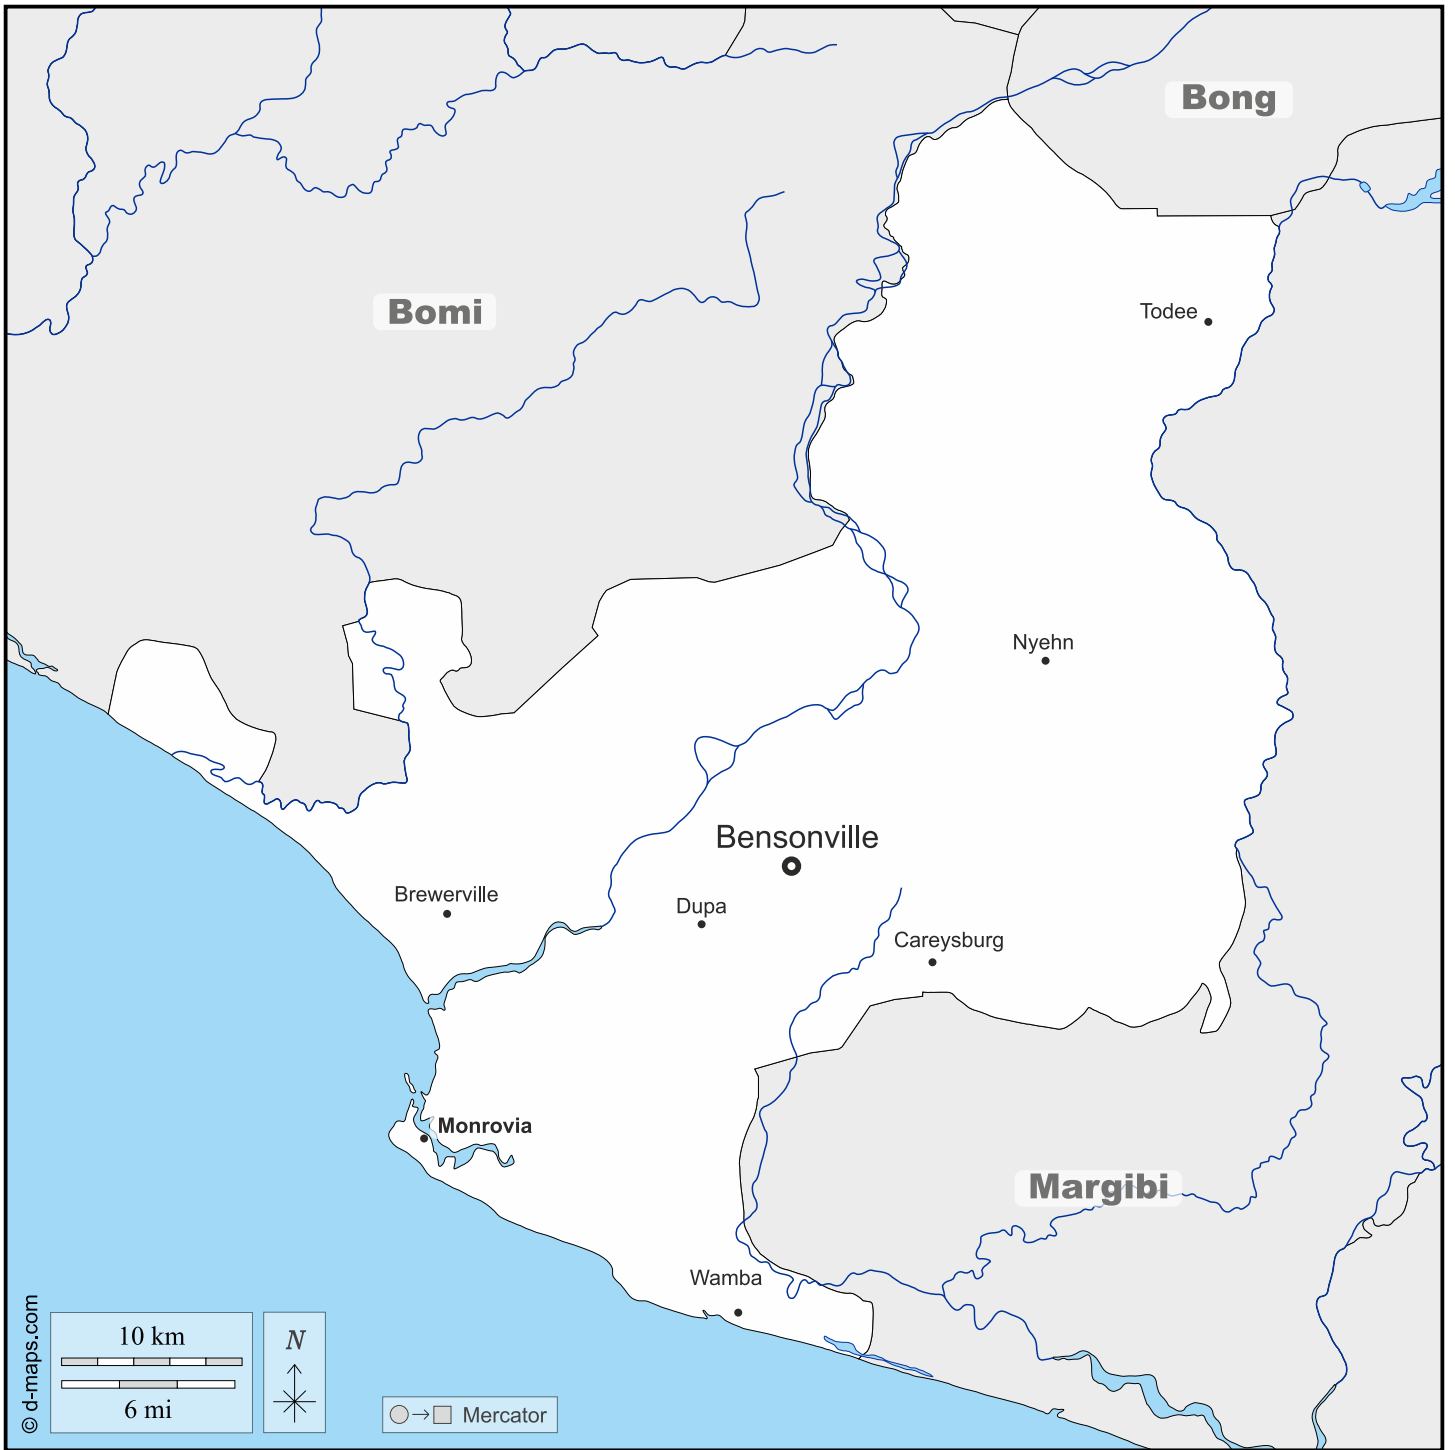 Bong
Bomi
Todee
Nyehn
Bensonville
Brewerville
Dupa
Careysburg
Monrovia
Margibi
Wamba
© d-maps.com
10 km
6 mi
N
Mercator